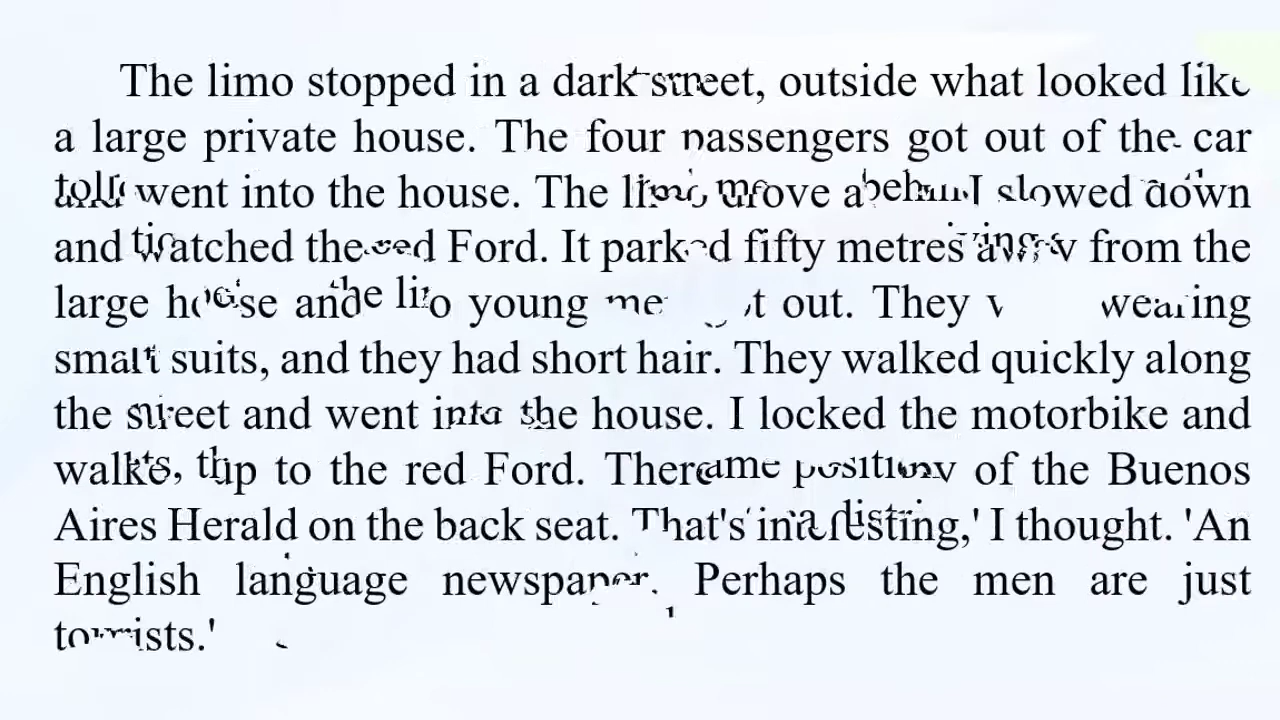 The limo stopped in a dark street, outside what looked like
a large private house. The four passengers got out of the car
went into the house. The I slowed down
and watched the red Ford. It parked fifty metres from the
large house and young out. They wearing
smart suits, and they had short hair. They walked quickly along
the street and went into the house. I locked the motorbike and
walked up to the red Ford. There of the Buenos
Aires Herald on the back seat. That's interesting,' I thought. 'An
English language newspaper. Perhaps the men are just
tourists.'